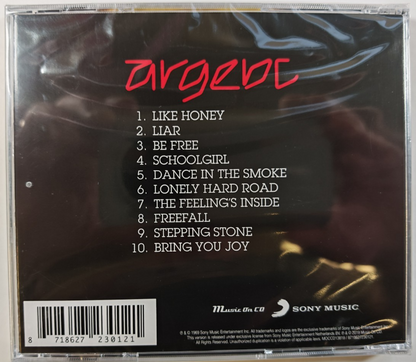 argent
1. LIKE HONEY
2. LIAR
3. BE FREE
4. SCHOOLGIRL
5. DANCE IN THE SMOKE
6. LONELY HARD ROAD
7. THE FEELING'S INSIDE
8. FREEFALL
9. STEPPING STONE
10. BRING YOU JOY
Music On CD
SONY MUSIC
8 718627 230121